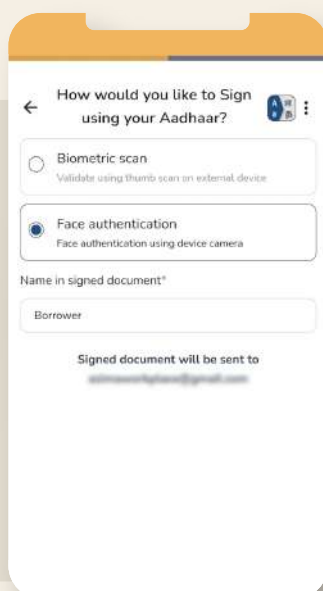 How would you like to Sign
using your Aadhaar?
Biometric scan
Validate using thumb scan on external device
Face authentication
Face authentication using device camera
Name in signed document*
Borrower
Signed document will be sent to